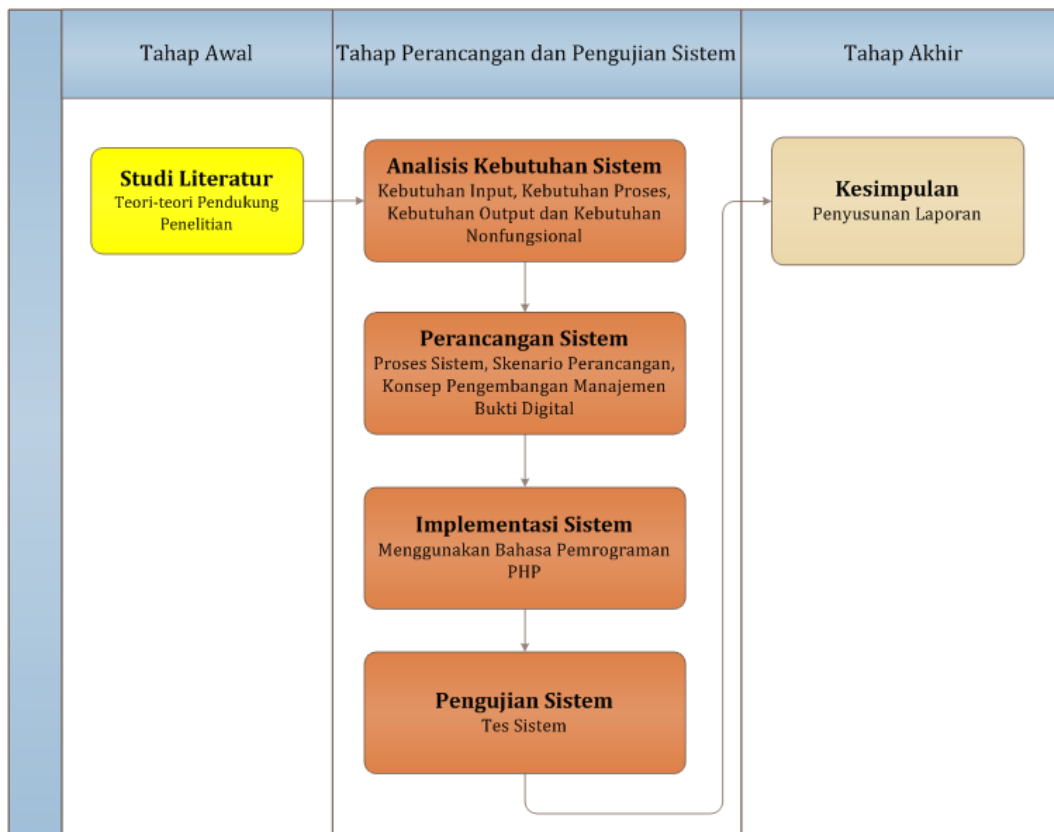 Tahap Awal
Tahap Perancangan dan Pengujian Sistem
Tahap Akhir
Studi Literatur
Teori-teori Pendukung
Penelitian
Analisis Kebutuhan Sistem
Kebutuhan Input, Kebutuhan Proses,
Kebutuhan Output dan Kebutuhan
Nonfungsional
Perancangan Sistem
Proses Sistem, Skenario Perancangan,
Konsep Pengembangan Manajemen
Bukti Digital
Implementasi Sistem
Menggunakan Bahasa Pemrograman
PHP
Pengujian Sistem
Tes Sistem
Kesimpulan
Penyusunan Laporan